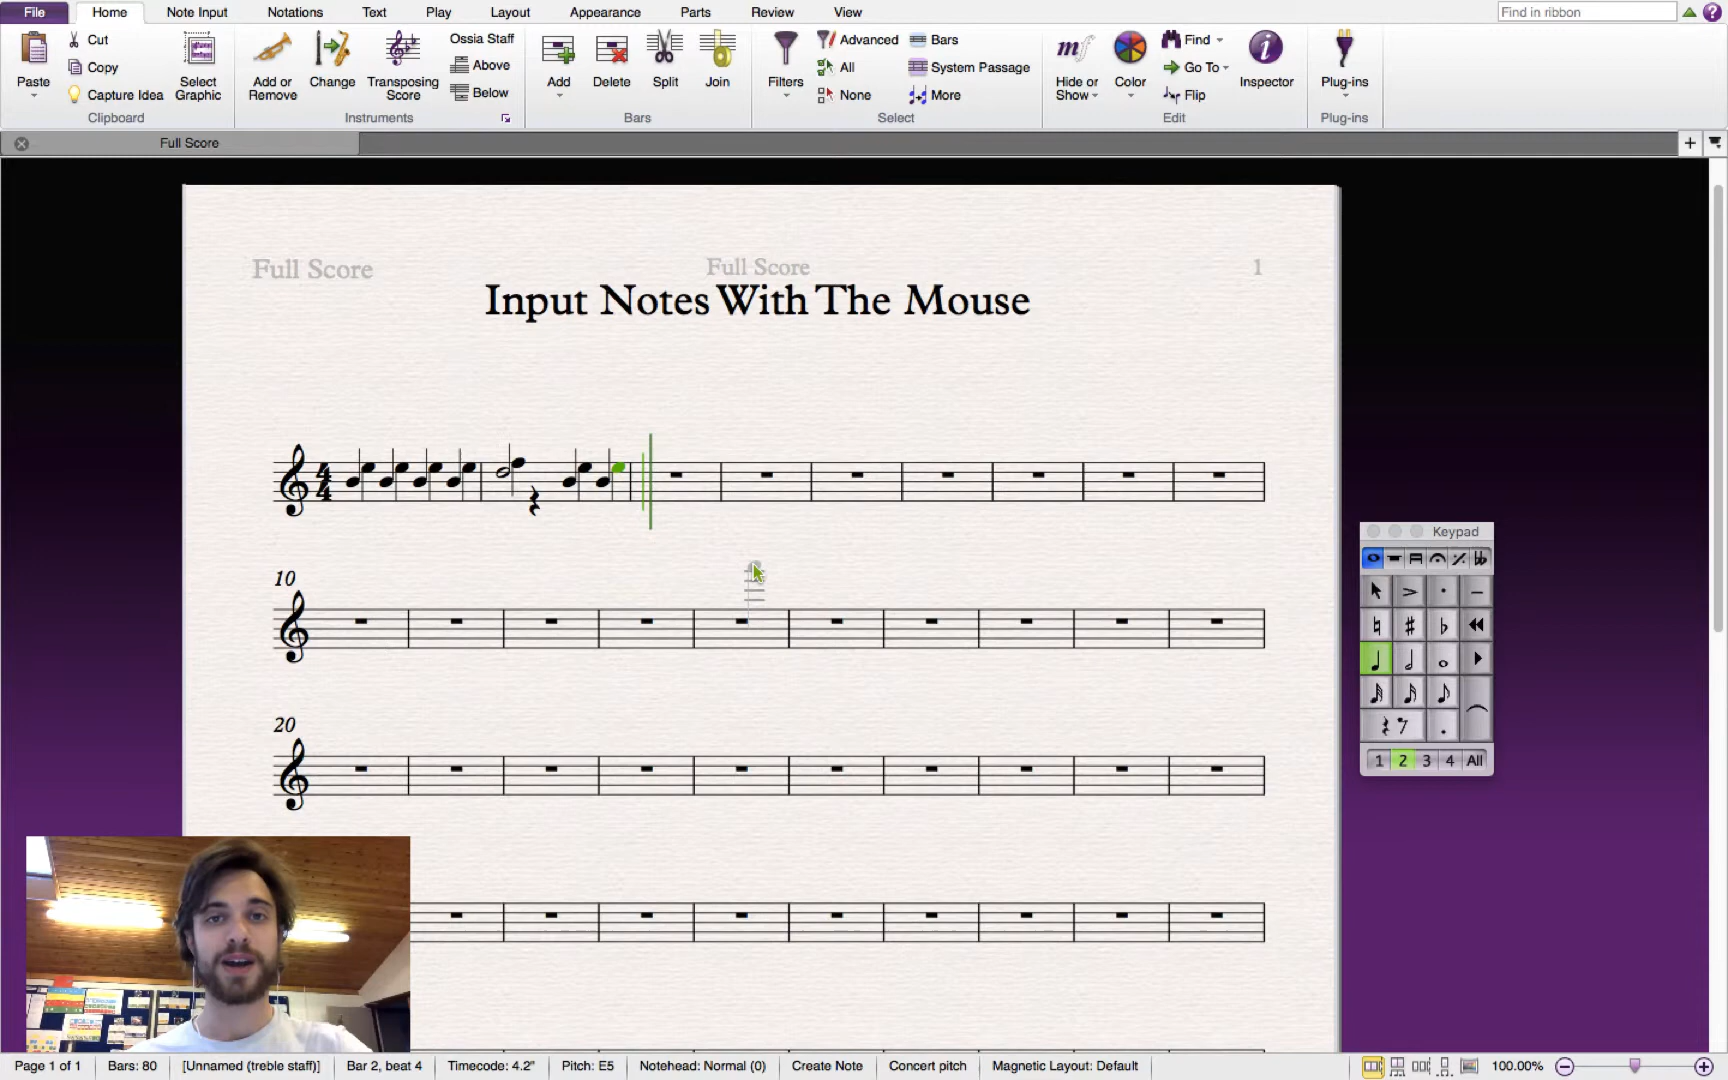 File Home Note Input Notations Text Play Layout Appearance Parts Review View Find in ribbon
Paste Cut Copy Capture Idea Select Graphic
Clipboard
Add or Remove Change Transposing Score Ossia Staff Above Below
Instruments
Add Delete Split Join
Bars
Filters Advanced All None Bars System Passage More
Select
Hide or Show Color Find Go To Flip Inspector
Edit
Plug-ins
Plug-ins
Full Score
Full Score Full Score 1
Input Notes With The Mouse
4
4
10
20
Keypad
1 2 3 4 All
Page 1 of 1 Bars: 80 [Unnamed (treble staff)] Bar 2, beat 4 Timecode: 4.2" Pitch: E5 Notehead: Normal (0) Create Note Concert pitch Magnetic Layout: Default 100.00%